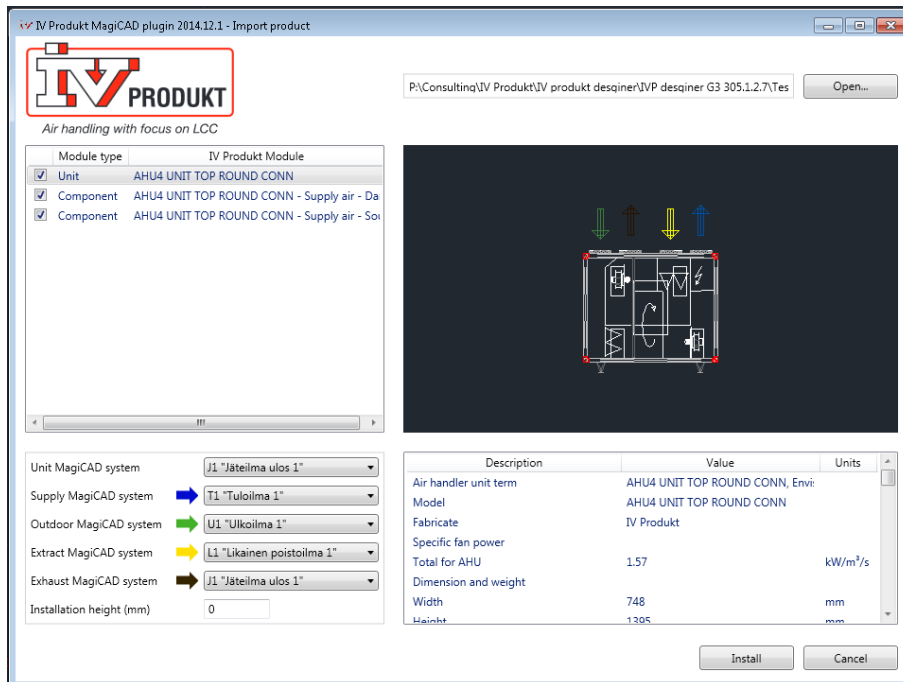 IV Produkt MagiCAD plugin 2014.12.1 - Import product
IV PRODUKT
Air handling with focus on LCC
P:\Consulting\IV Produkt\IV produkt desginer\IVP desginer G3 305.1.2.7\Tes
Open...
Module type IV Produkt Module
Unit AHU4 UNIT TOP ROUND CONN
Component AHU4 UNIT TOP ROUND CONN - Supply air - Da
Component AHU4 UNIT TOP ROUND CONN - Supply air - Sou
Unit MagiCAD system J1 "Jäteilma ulos 1"
Supply MagiCAD system T1 "Tuloilma 1"
Outdoor MagiCAD system U1 "Ulkoilma 1"
Extract MagiCAD system L1 "Likainen poistoilma 1"
Exhaust MagiCAD system J1 "Jäteilma ulos 1"
Installation height (mm) 0
Description Value Units
Air handler unit term AHU4 UNIT TOP ROUND CONN, Envi
Model AHU4 UNIT TOP ROUND CONN
Fabricate IV Produkt
Specific fan power
Total for AHU 1.57 kW/m³/s
Dimension and weight
Width 748 mm
Height 1395 mm
Install Cancel